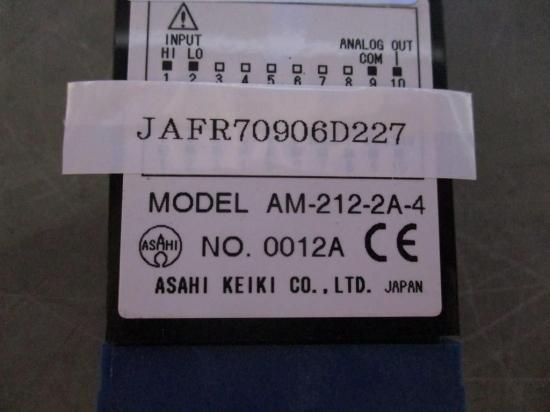 INPUT ANALOG OUT
HI LO COM I
1 2 3 4 5 6 7 8 9 10
JAFR70906D227
MODEL AM-212-2A-4
ASAHI NO. 0012A CE
ASAHI KEIKI CO.,LTD. JAPAN